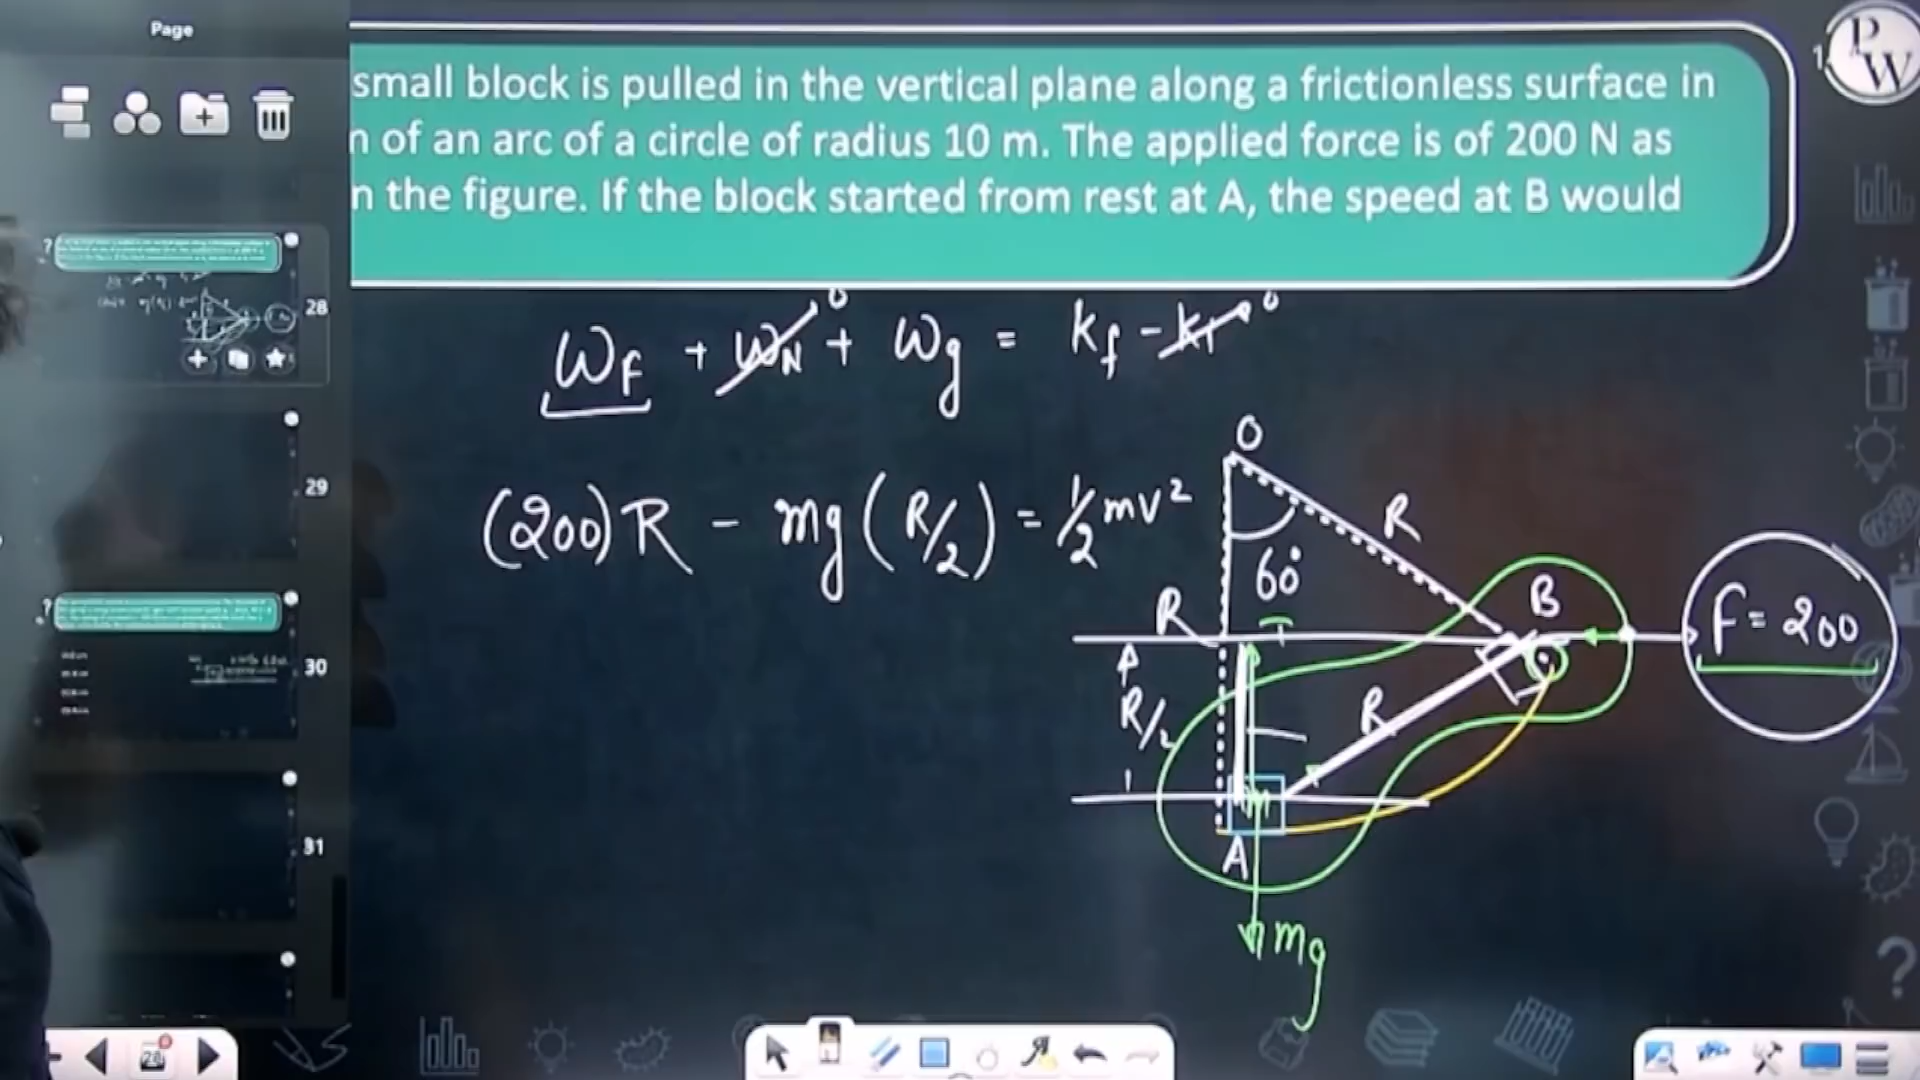 Page
small block is pulled in the vertical plane along a frictionless surface in
n of an arc of a circle of radius 10 m. The applied force is of 200 N as
n the figure. If the block started from rest at A, the speed at B would
PW
28
29
30
31
WF + WN 0 + Wg = kf - ki 0
(200)R - mg(R/2) = 1/2 mv²
O
R
60°
B
R
F = 200
R/2
R
m
A
mg